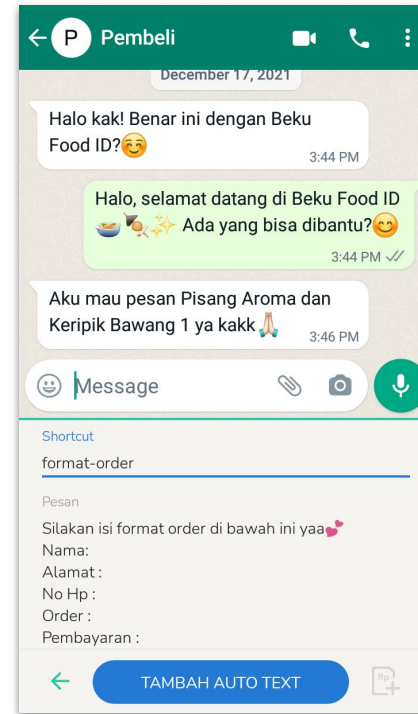 P Pembeli
December 17, 2021
Halo kak! Benar ini dengan Beku
Food ID?☺️
3:44 PM
Halo, selamat datang di Beku Food ID
🍲🍢✨ Ada yang bisa dibantu?😊
3:44 PM
Aku mau pesan Pisang Aroma dan
Keripik Bawang 1 ya kakk🙏🏻
3:46 PM
Message
Shortcut
format-order
Pesan
Silakan isi format order di bawah ini yaa💕
Nama:
Alamat :
No Hp :
Order :
Pembayaran :
TAMBAH AUTO TEXT
Rp